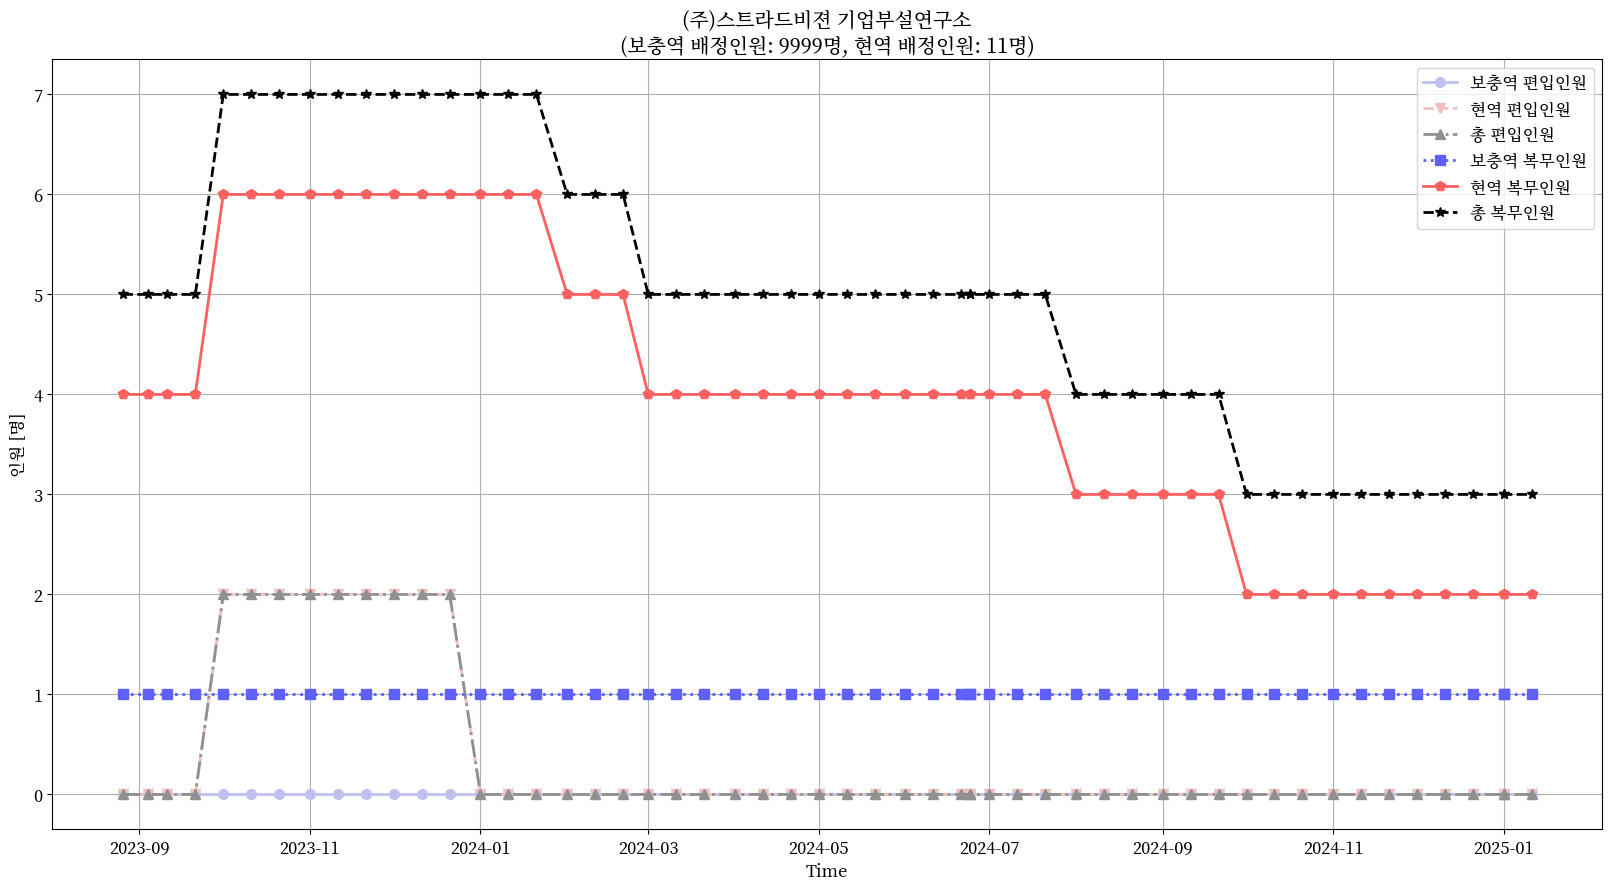 (주)스트라드비젼 기업부설연구소
(보충역 배정인원: 9999명, 현역 배정인원: 11명)
보충역 편입인원
현역 편입인원
총 편입인원
보충역 복무인원
현역 복무인원
총 복무인원
인원 [명]
7
6
5
4
3
2
1
0
2023-09
2023-11
2024-01
2024-03
2024-05
2024-07
2024-09
2024-11
2025-01
Time